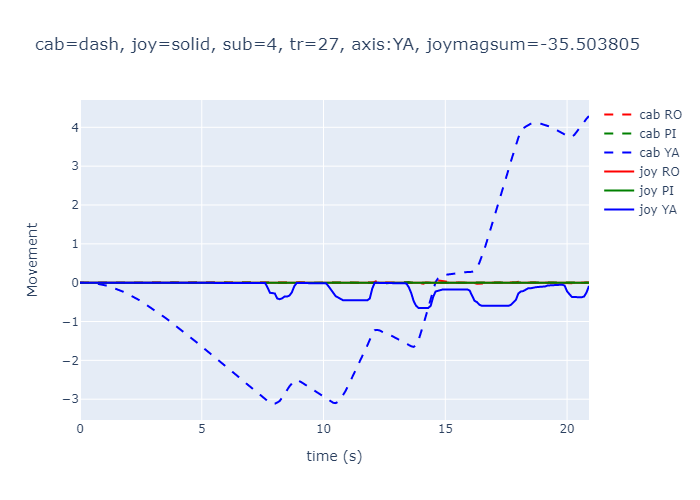 cab=dash, joy=solid, sub=4, tr=27, axis:YA, joymagsum=-35.503805
cab RO
cab PI
cab YA
joy RO
joy PI
joy YA
Movement
4
3
2
1
0
−1
−2
−3
0
5
10
15
20
time (s)